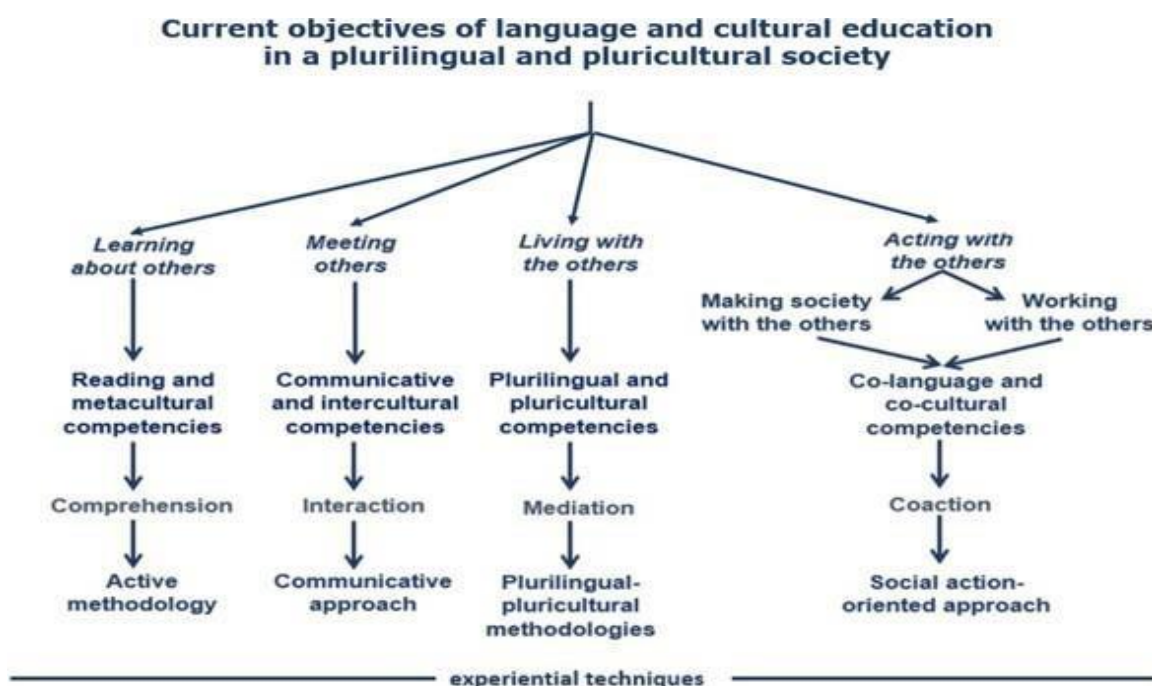 Current objectives of language and cultural education
in a plurilingual and pluricultural society
Learning
about others
Meeting
others
Living with
the others
Acting with
the others
Making society
with the others
Working
with the others
Reading and
metacultural
competencies
Communicative
and intercultural
competencies
Plurilingual and
pluricultural
competencies
Co-language and
co-cultural
competencies
Comprehension
Interaction
Mediation
Coaction
Active
methodology
Communicative
approach
Plurilingual-
pluricultural
methodologies
Social action-
oriented approach
experiential techniques